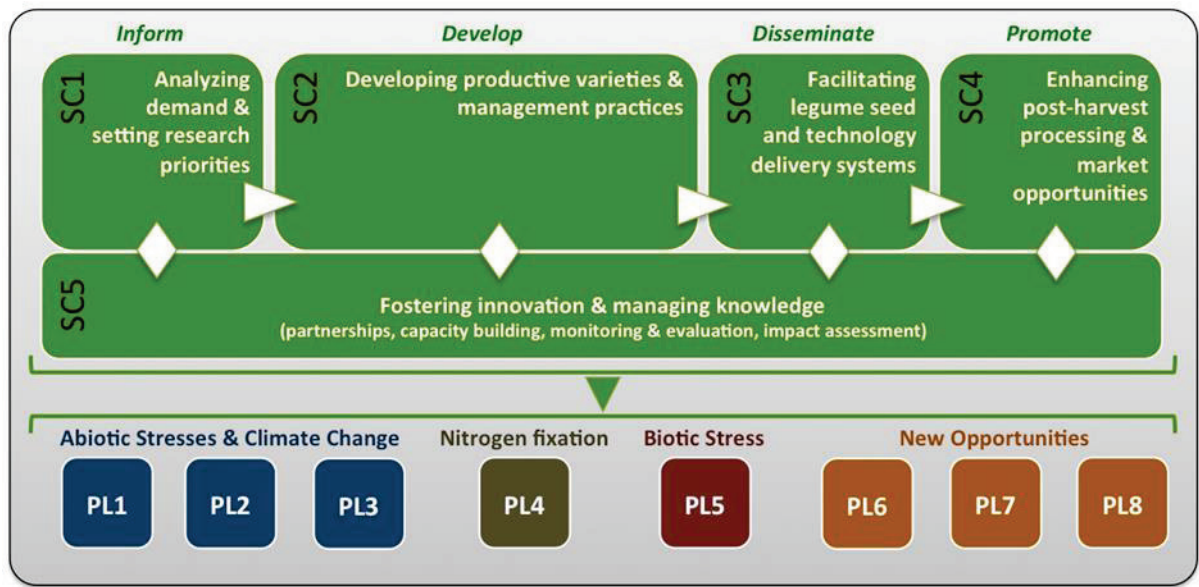 Inform
Develop
Disseminate
Promote
SC1
Analyzing
demand &
setting research
priorities
SC2
Developing productive varieties &
management practices
SC3
Facilitating
legume seed
and technology
delivery systems
SC4
Enhancing
post-harvest
processing &
market
opportunities
SC5
Fostering innovation & managing knowledge
(partnerships, capacity building, monitoring & evaluation, impact assessment)
Abiotic Stresses & Climate Change
Nitrogen fixation
Biotic Stress
New Opportunities
PL1
PL2
PL3
PL4
PL5
PL6
PL7
PL8